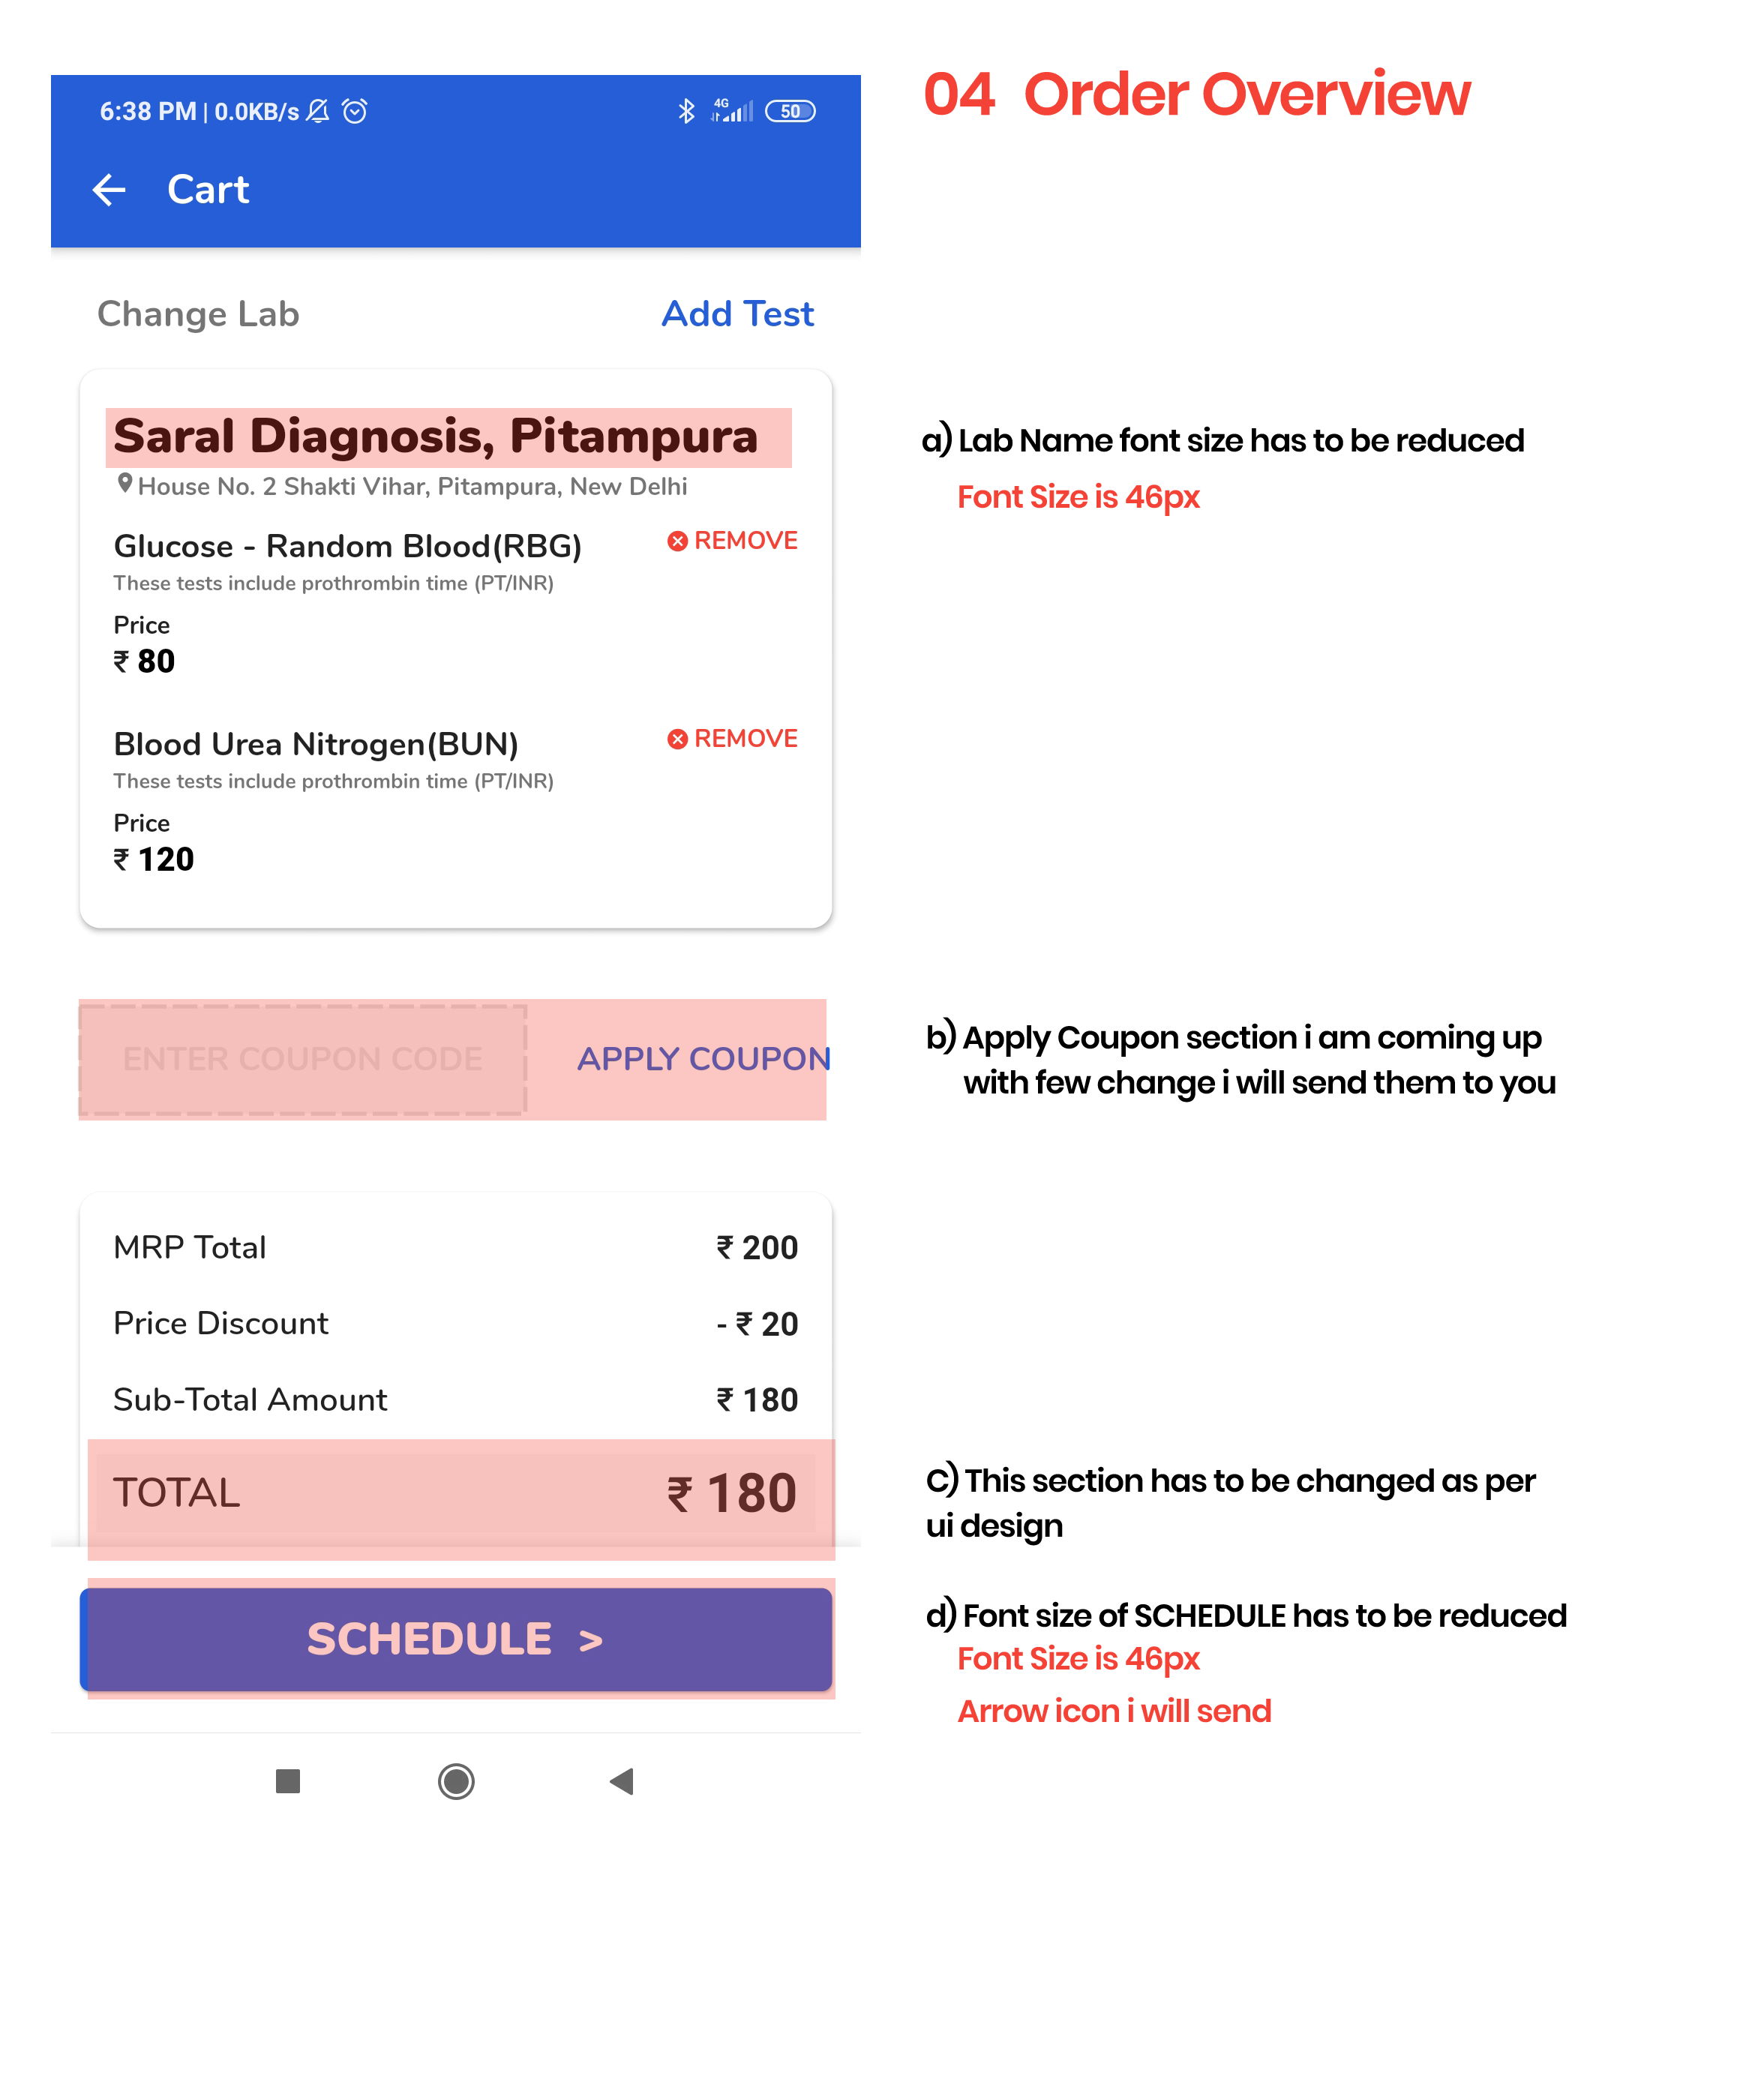 04 Order Overview
6:38 PM | 0.0KB/s
4G
50
Cart
Change Lab
Add Test
Saral Diagnosis, Pitampura
House No. 2 Shakti Vihar, Pitampura, New Delhi
Glucose - Random Blood(RBG)
REMOVE
These tests include prothrombin time (PT/INR)
Price
₹ 80
Blood Urea Nitrogen(BUN)
REMOVE
These tests include prothrombin time (PT/INR)
Price
₹ 120
a) Lab Name font size has to be reduced
Font Size is 46px
ENTER COUPON CODE
APPLY COUPON
b) Apply Coupon section i am coming up
with few change i will send them to you
MRP Total
₹ 200
Price Discount
- ₹ 20
Sub-Total Amount
₹ 180
TOTAL
₹ 180
C) This section has to be changed as per
ui design
SCHEDULE >
d) Font size of SCHEDULE has to be reduced
Font Size is 46px
Arrow icon i will send